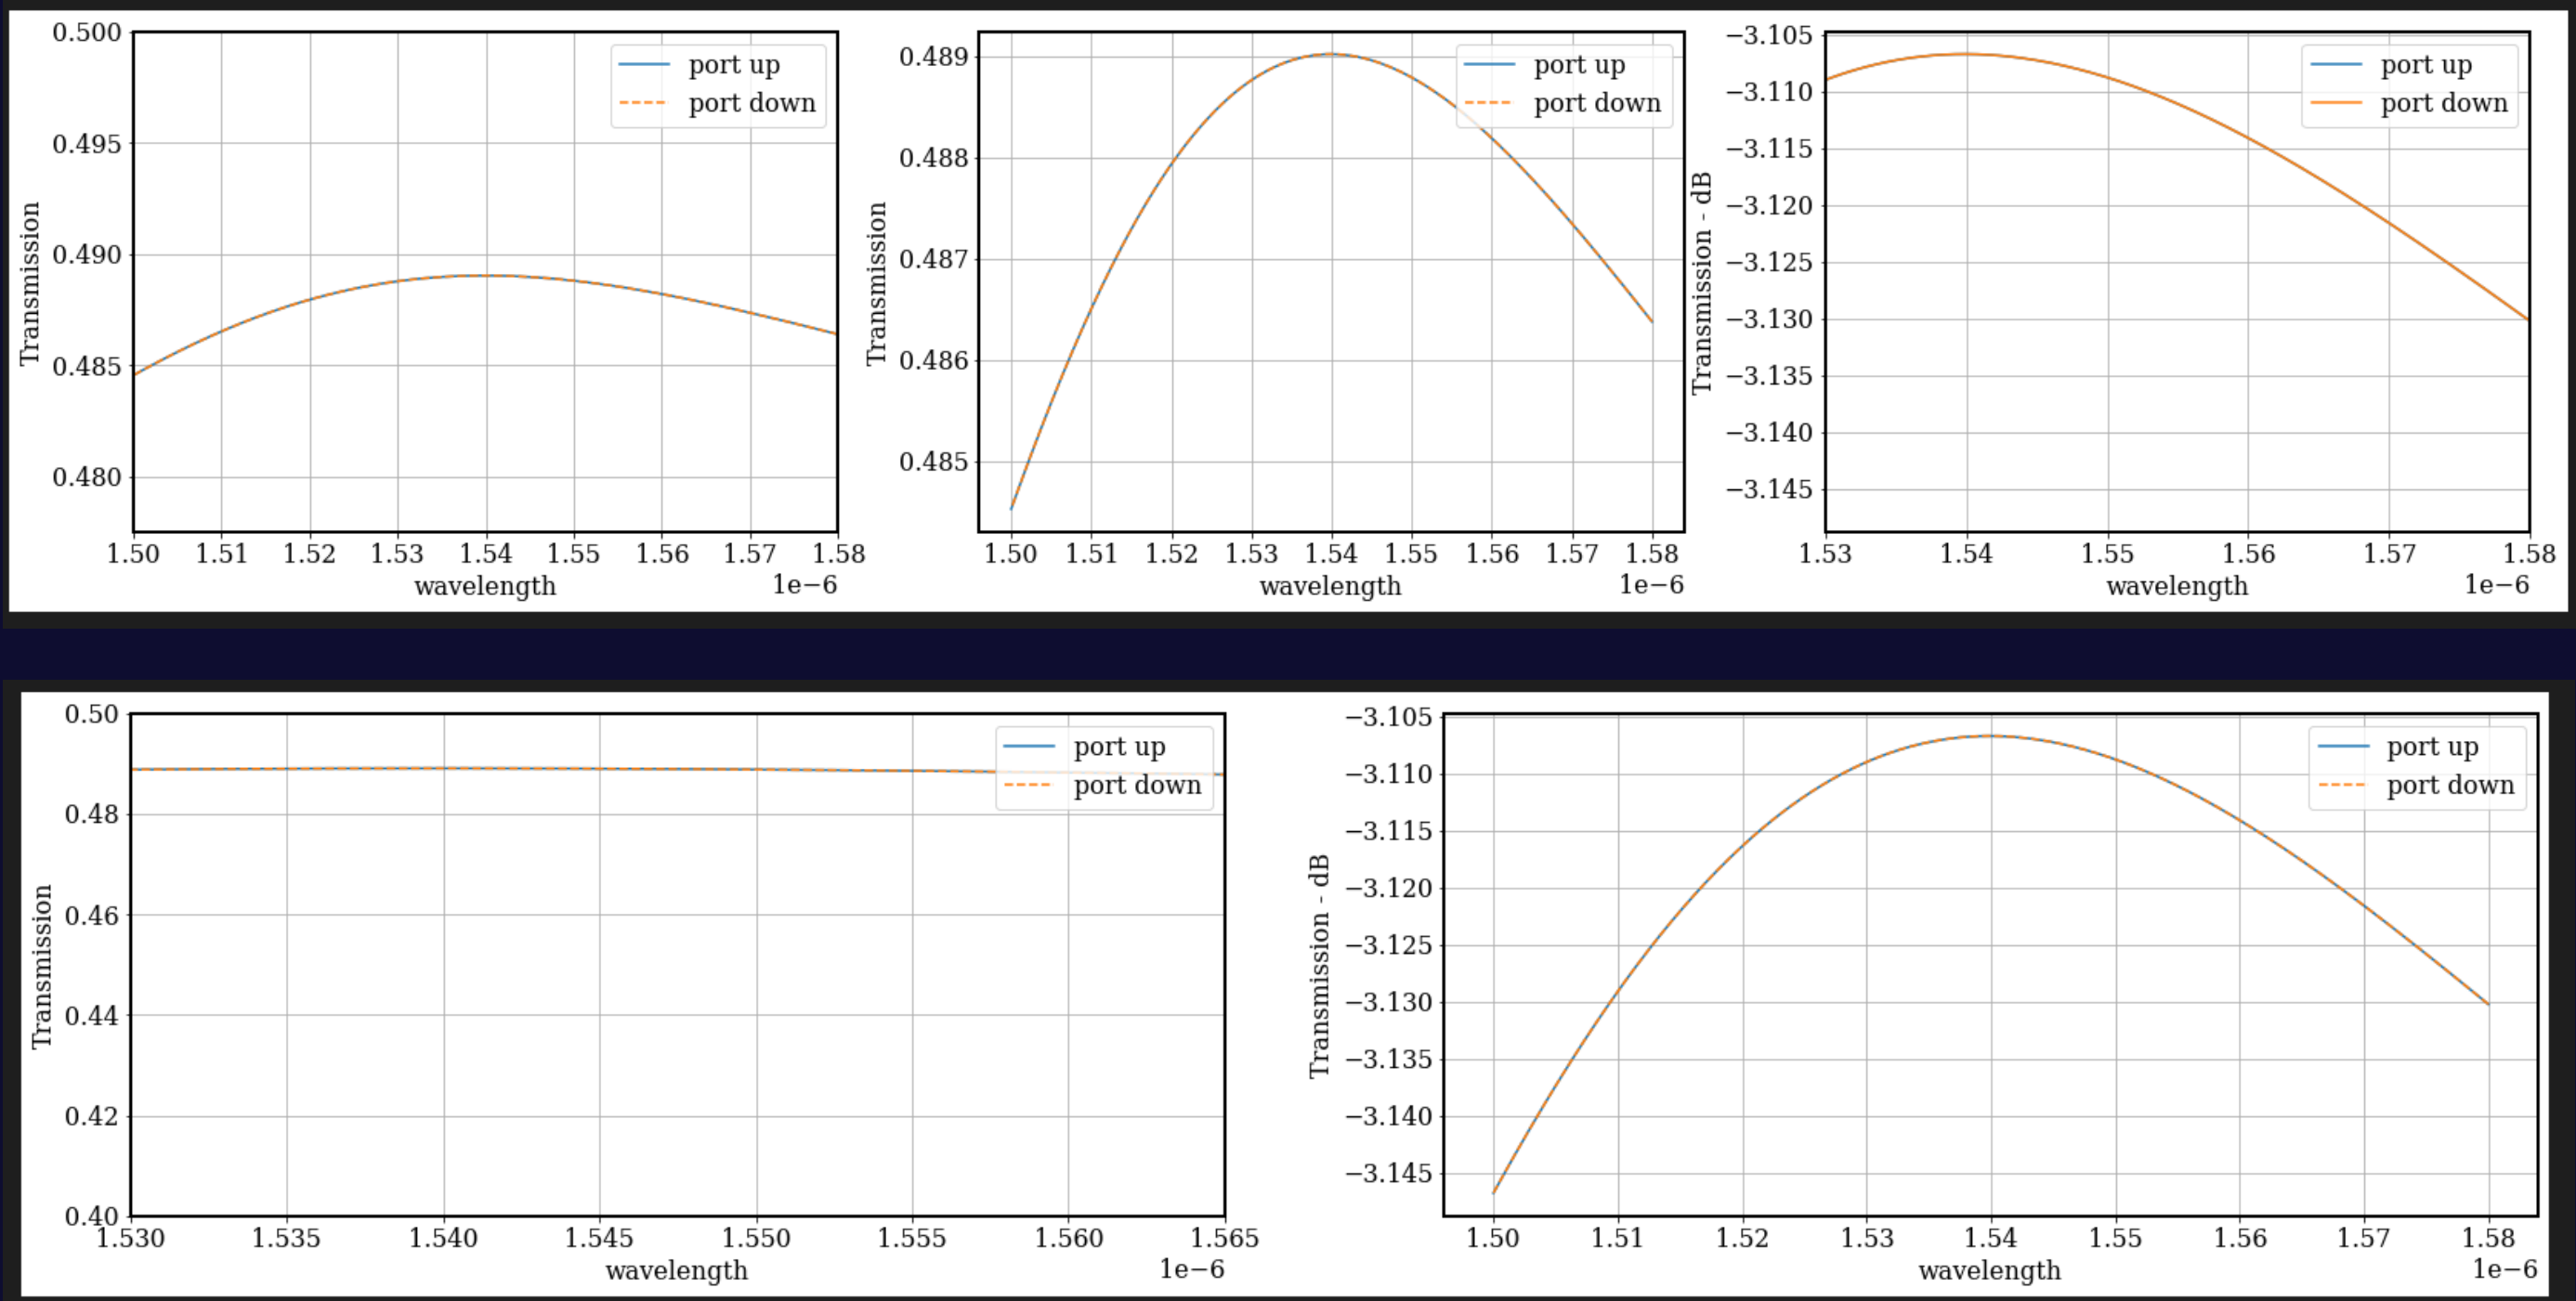 0.500
0.495
0.490
0.485
0.480
Transmission
port up
port down
1.50 1.51 1.52 1.53 1.54 1.55 1.56 1.57 1.58
wavelength
1e−6
0.489
0.488
0.487
0.486
0.485
Transmission
port up
port down
1.50 1.51 1.52 1.53 1.54 1.55 1.56 1.57 1.58
wavelength
1e−6
−3.105
−3.110
−3.115
−3.120
−3.125
−3.130
−3.135
−3.140
−3.145
Transmission - dB
port up
port down
1.53 1.54 1.55 1.56 1.57 1.58
wavelength
1e−6
0.50
0.48
0.46
0.44
0.42
0.40
Transmission
port up
port down
1.530 1.535 1.540 1.545 1.550 1.555 1.560 1.565
wavelength
1e−6
−3.105
−3.110
−3.115
−3.120
−3.125
−3.130
−3.135
−3.140
−3.145
Transmission - dB
port up
port down
1.50 1.51 1.52 1.53 1.54 1.55 1.56 1.57 1.58
wavelength
1e−6